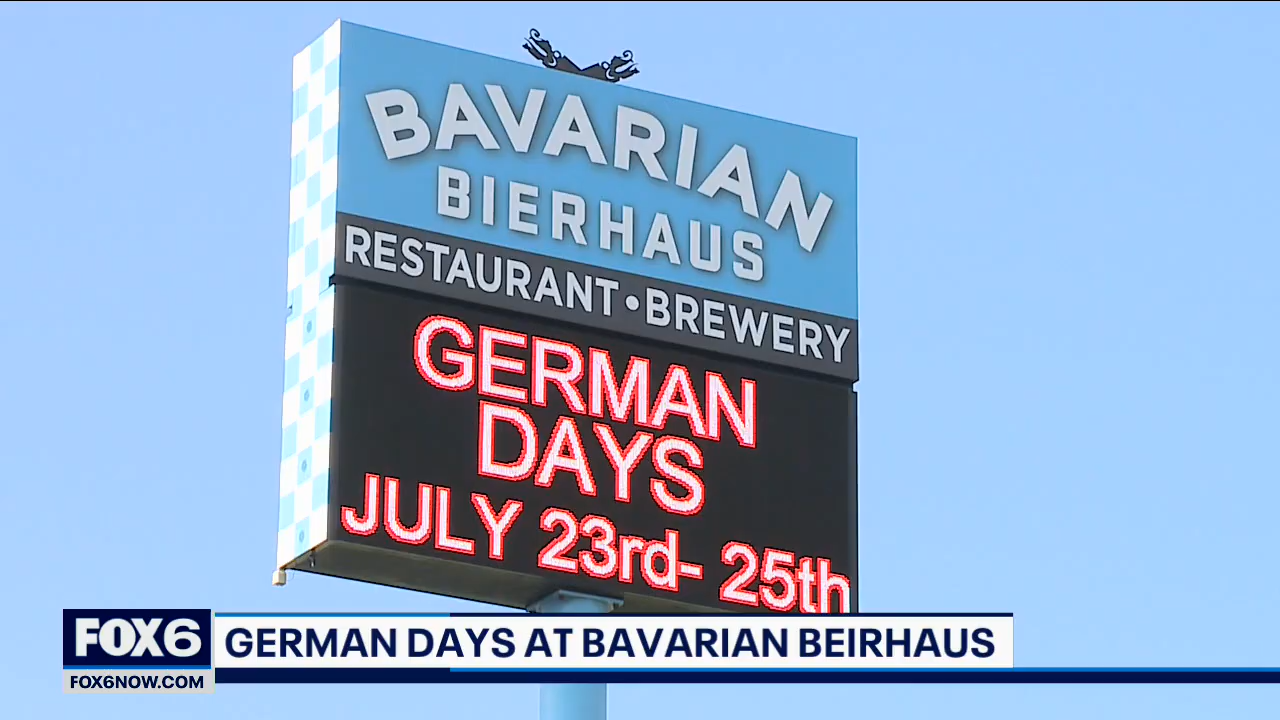 BAVARIAN
BIERHAUS
RESTAURANT • BREWERY
GERMAN
DAYS
JULY 23rd- 25th
FOX6 GERMAN DAYS AT BAVARIAN BEIRHAUS
FOX6NOW.COM